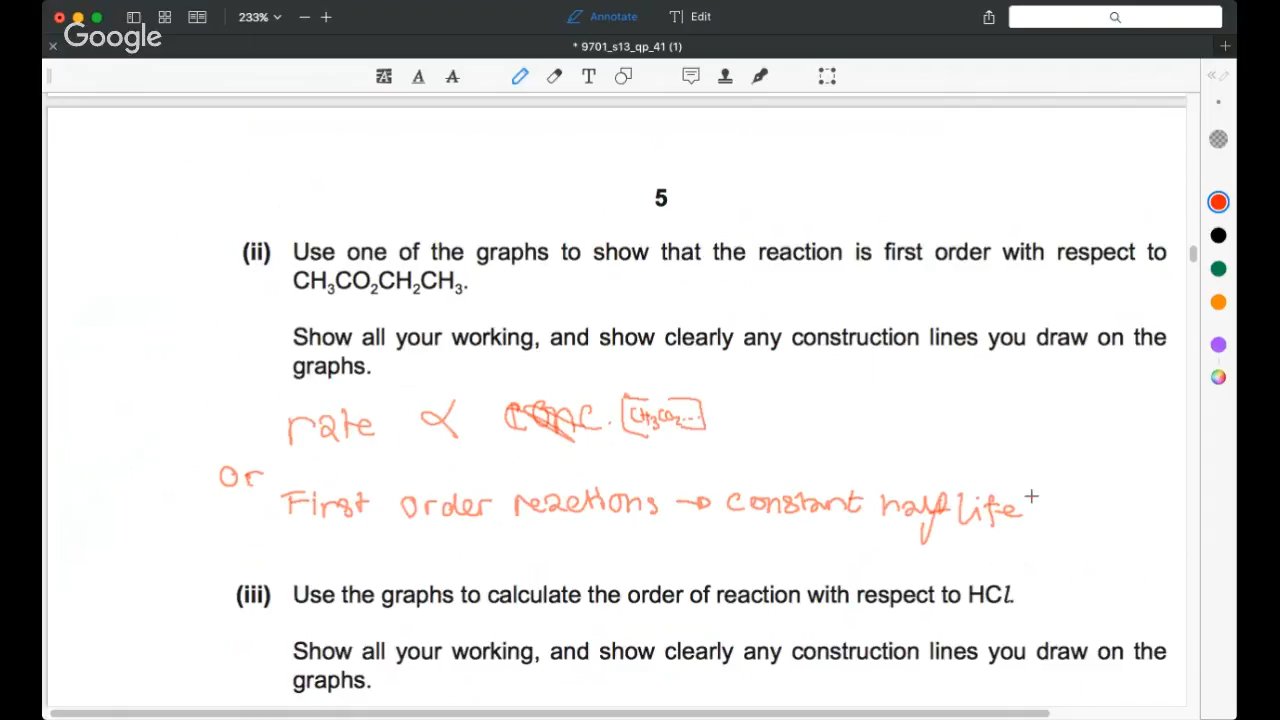 233%
Annotate
Edit
Google
* 9701_s13_qp_41 (1)
5
(ii) Use one of the graphs to show that the reaction is first order with respect to
CH₃CO₂CH₂CH₃.
Show all your working, and show clearly any construction lines you draw on the
graphs.
rate ∝ [CH₃CO₂...]
Or
First order reactions → constant half life
(iii) Use the graphs to calculate the order of reaction with respect to HCl.
Show all your working, and show clearly any construction lines you draw on the
graphs.